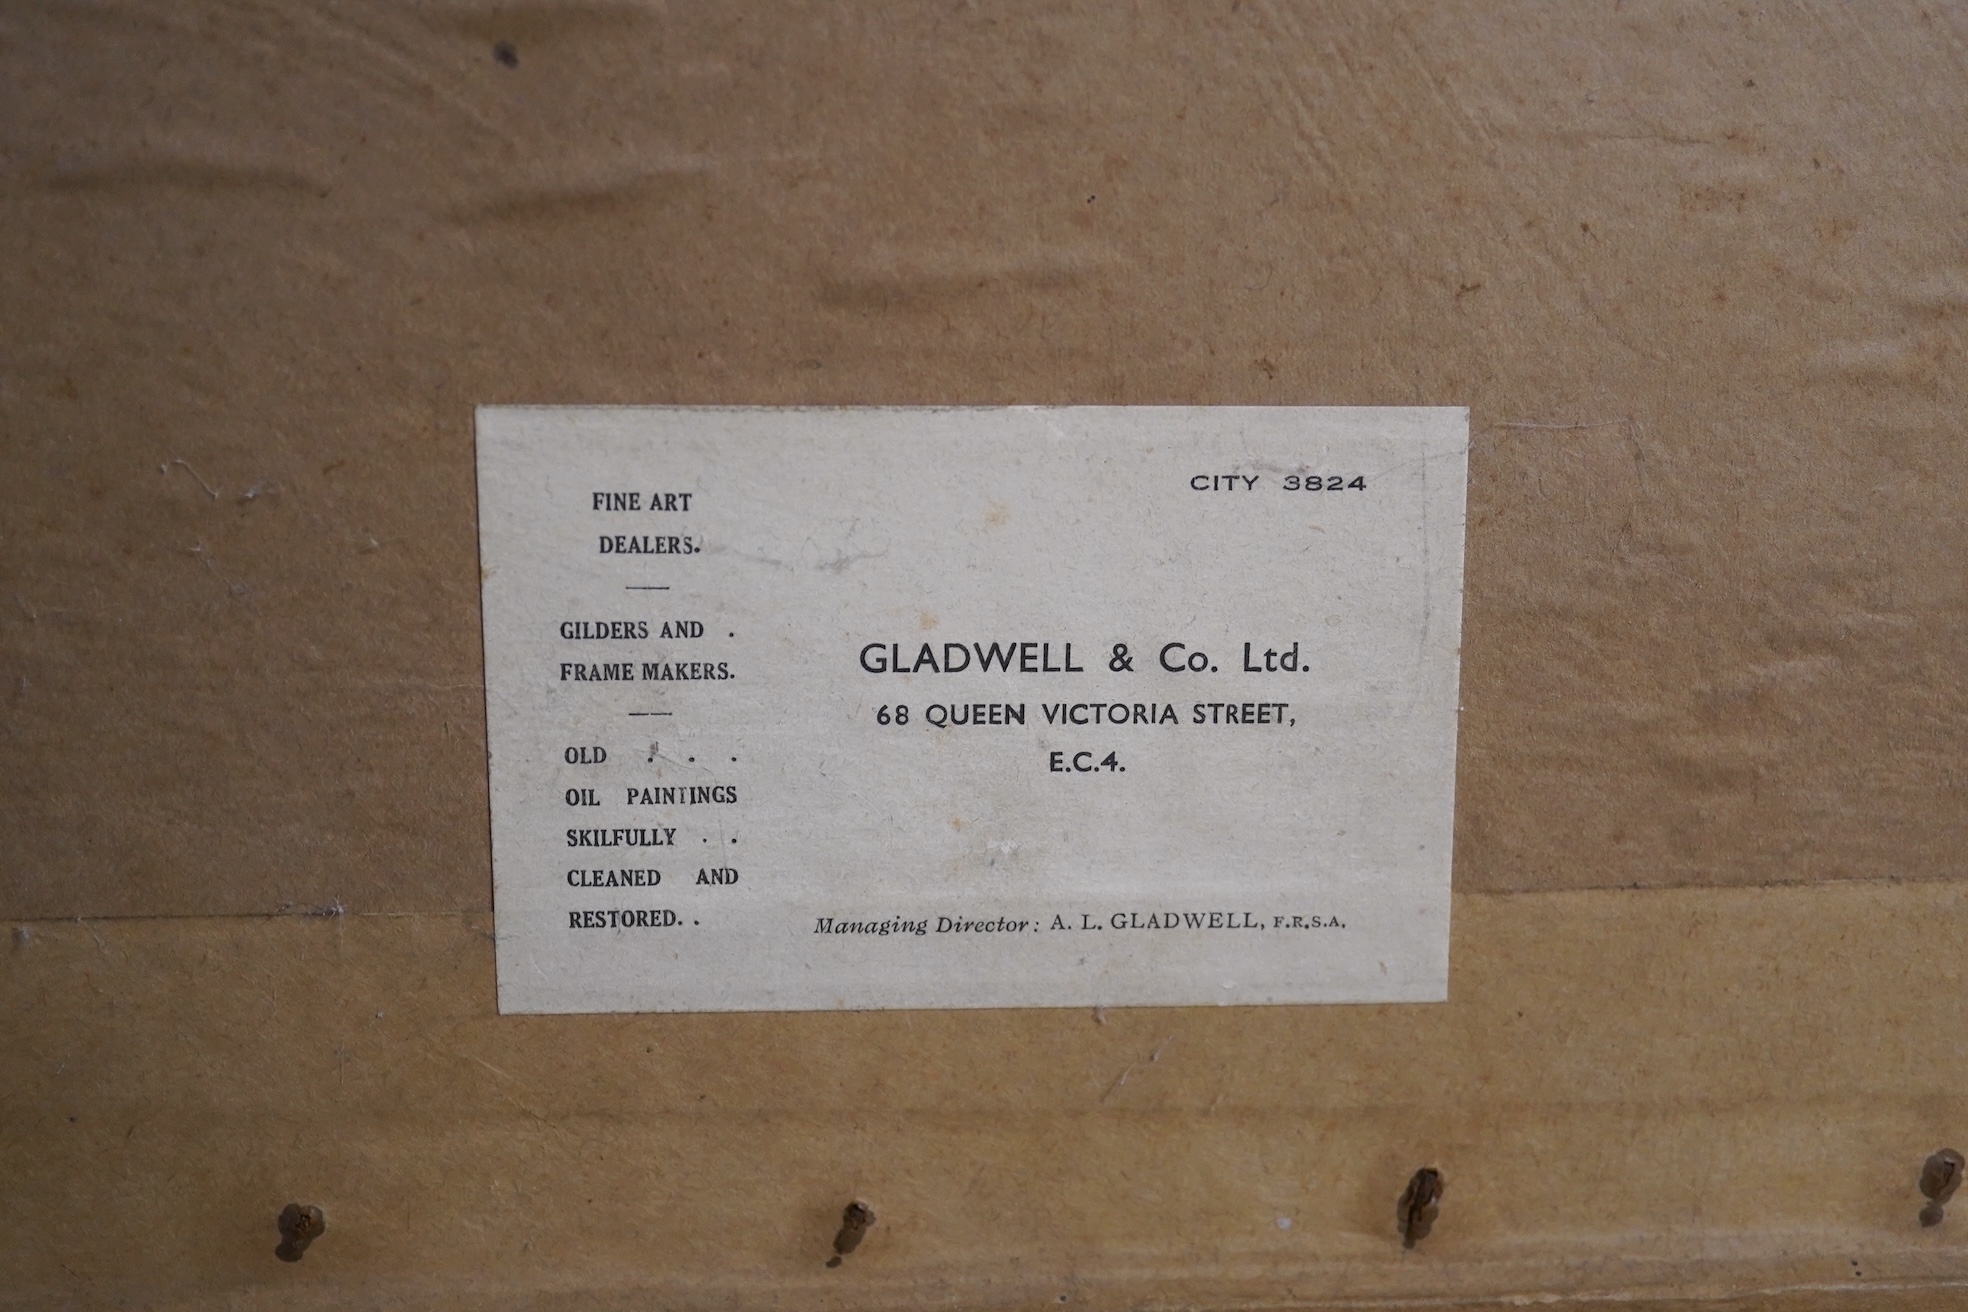 FINE ART
DEALERS.
GILDERS AND .
FRAME MAKERS.
OLD . . .
OIL PAINTINGS
SKILFULLY . .
CLEANED AND
RESTORED. .
CITY 3824
GLADWELL & Co. Ltd.
68 QUEEN VICTORIA STREET,
E.C.4.
Managing Director: A. L. GLADWELL, F.R.S.A.